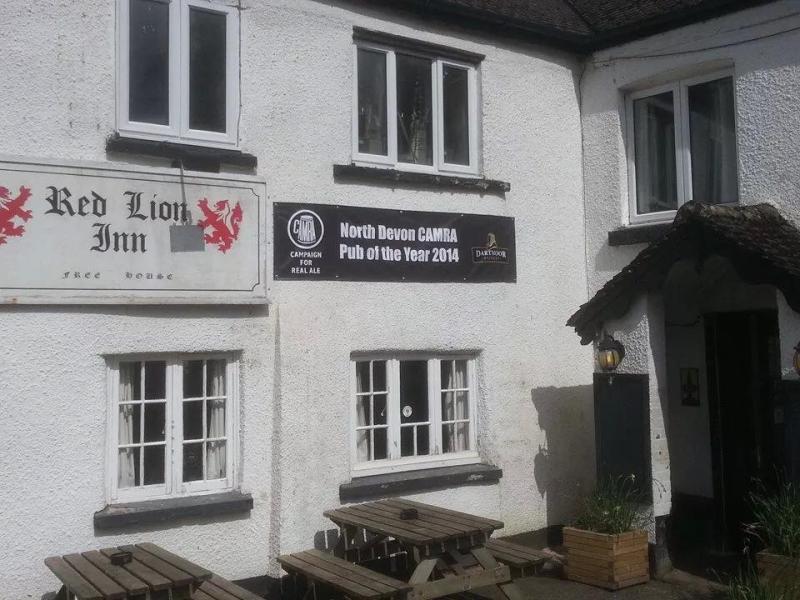 Red Lion
Inn
FREE HOUSE
CAMRA
CAMPAIGN
FOR
REAL ALE
North Devon CAMRA
Pub of the Year 2014
DARTMOOR